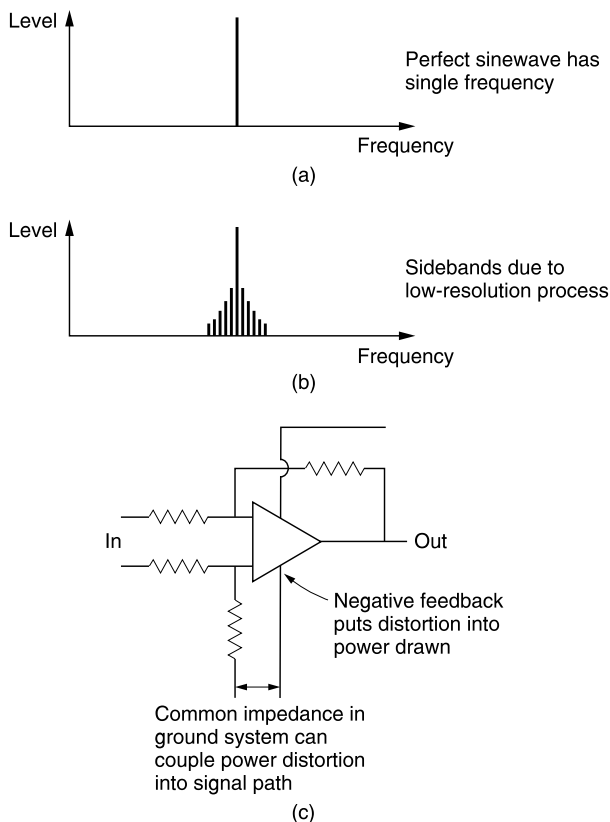 Level
Perfect sinewave has
single frequency
Frequency
(a)
Level
Sidebands due to
low-resolution process
Frequency
(b)
In
Out
Negative feedback
puts distortion into
power drawn
Common impedance in
ground system can
couple power distortion
into signal path
(c)